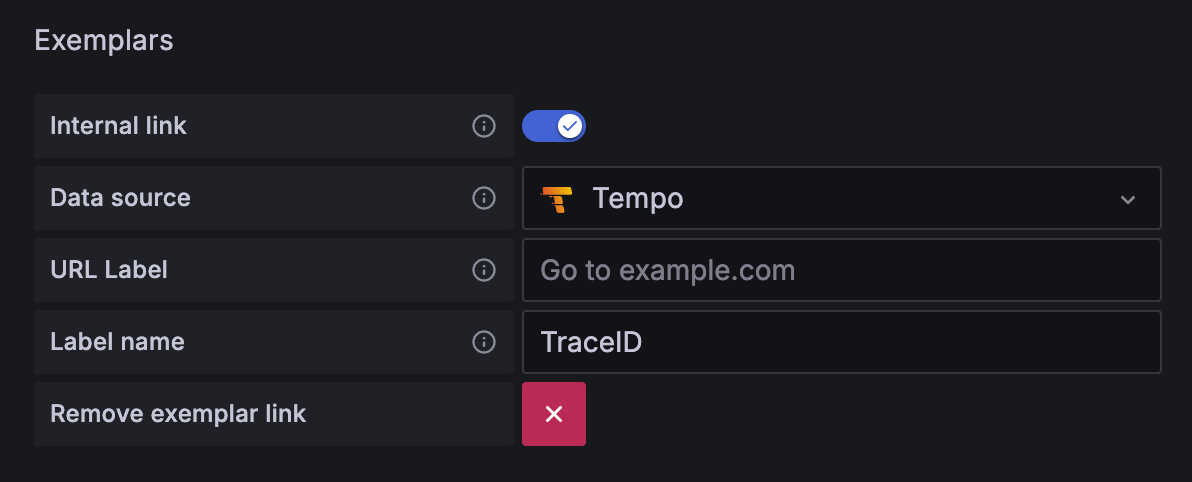 Exemplars
Internal link
Data source
Tempo
URL Label
Go to example.com
Label name
TraceID
Remove exemplar link